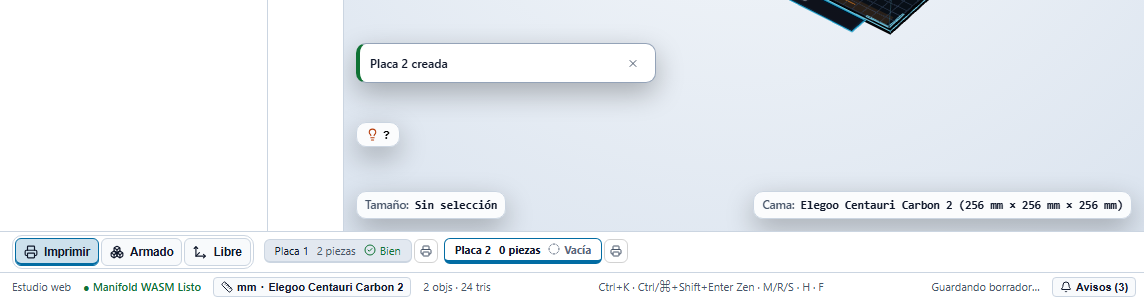 Placa 2 creada ×
?
Tamaño: Sin selección
Cama: Elegoo Centauri Carbon 2 (256 mm × 256 mm × 256 mm)
Imprimir Armado Libre Placa 1 2 piezas Bien Placa 2 0 piezas Vacía
Estudio web ● Manifold WASM Listo mm · Elegoo Centauri Carbon 2 2 objs · 24 tris Ctrl+K · Ctrl/⌘+Shift+Enter Zen · M/R/S · H · F Guardando borrador... Avisos (3)